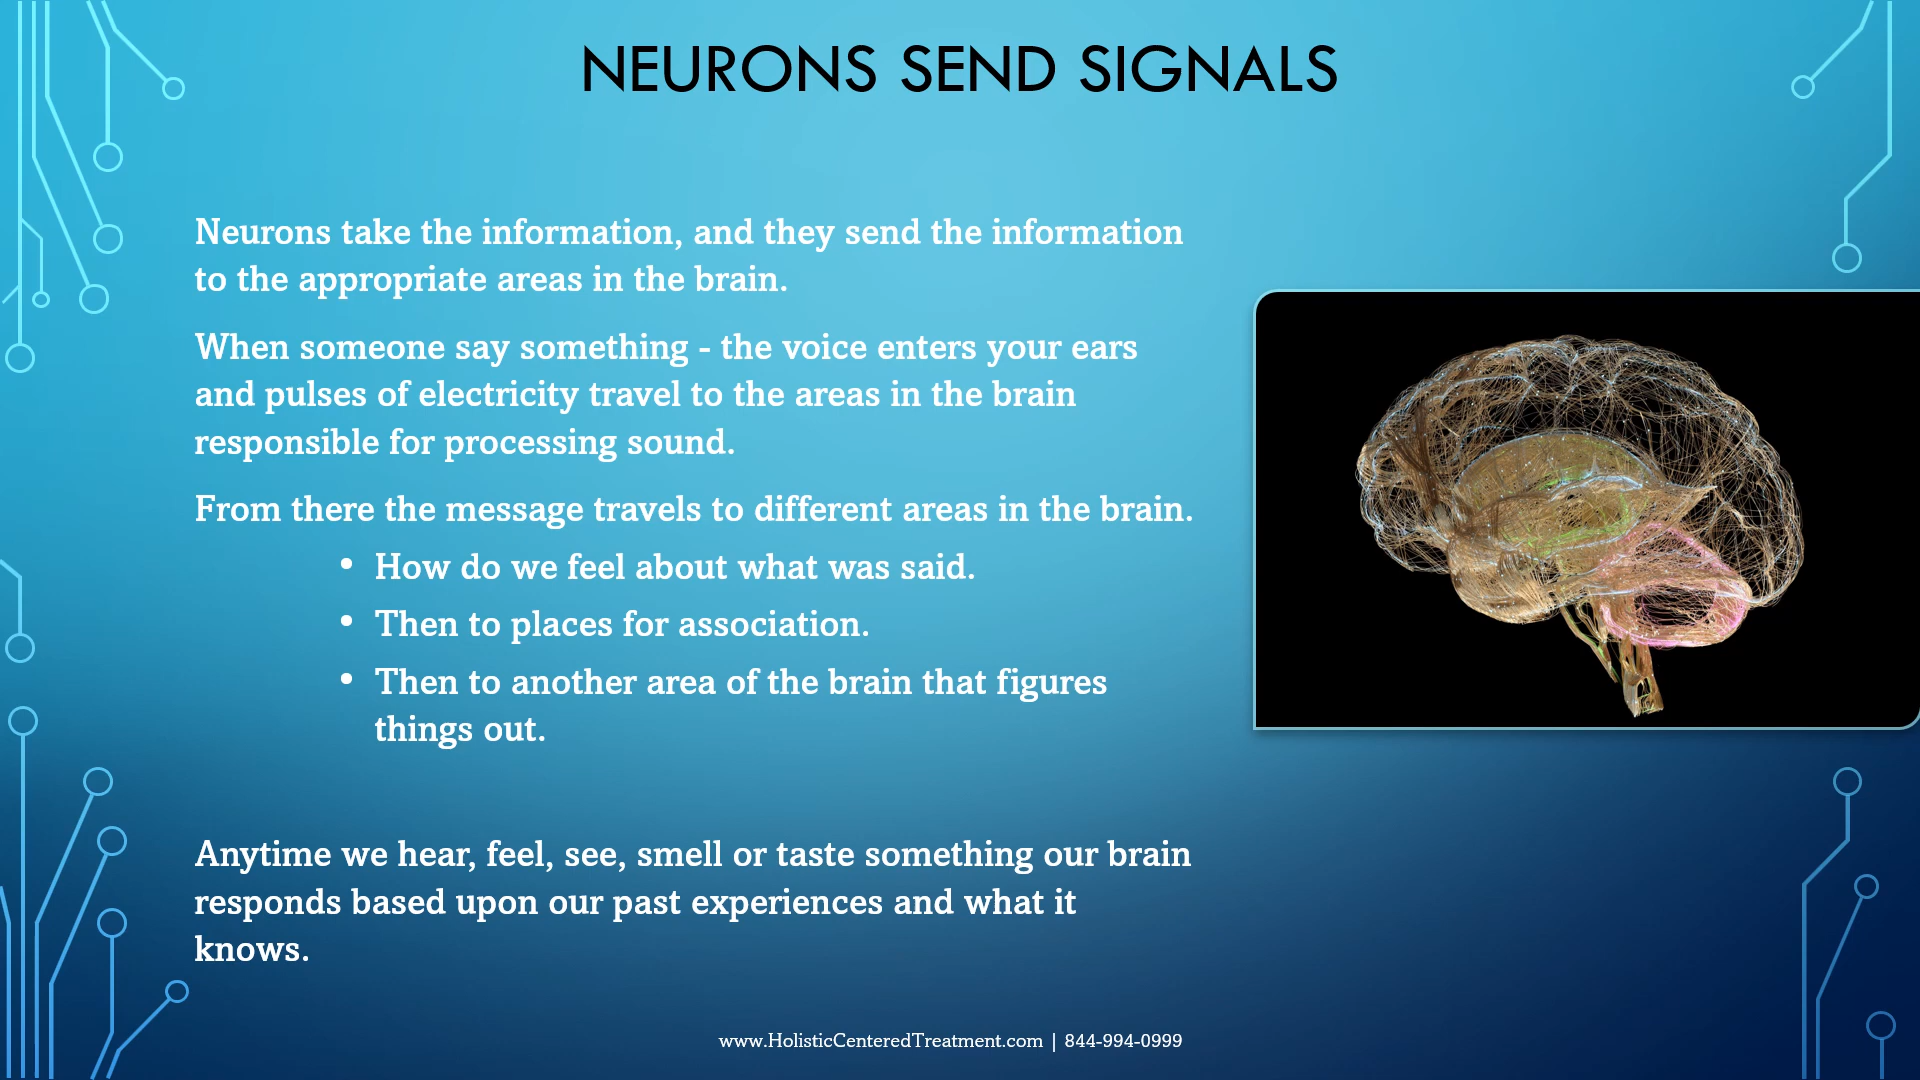 NEURONS SEND SIGNALS
Neurons take the information, and they send the information
to the appropriate areas in the brain.
When someone say something - the voice enters your ears
and pulses of electricity travel to the areas in the brain
responsible for processing sound.
From there the message travels to different areas in the brain.
• How do we feel about what was said.
• Then to places for association.
• Then to another area of the brain that figures
things out.
Anytime we hear, feel, see, smell or taste something our brain
responds based upon our past experiences and what it
knows.
www.HolisticCenteredTreatment.com | 844-994-0999